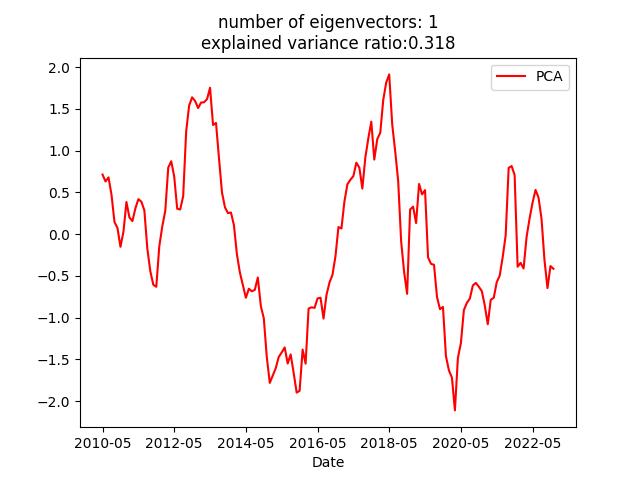 number of eigenvectors: 1
explained variance ratio:0.318
PCA
2.0
1.5
1.0
0.5
0.0
−0.5
−1.0
−1.5
−2.0
2010-05 2012-05 2014-05 2016-05 2018-05 2020-05 2022-05
Date